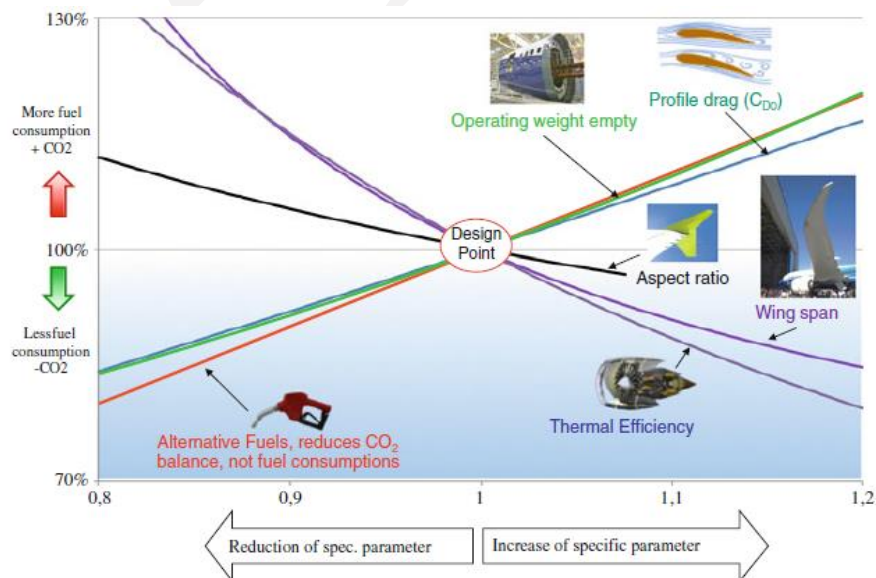 130%
More fuel
consumption
+ CO2
100%
Less fuel
consumption
-CO2
70%
Operating weight empty
Profile drag (CD₀)
Design
Point
Aspect ratio
Wing span
Thermal Efficiency
Alternative Fuels, reduces CO₂
balance, not fuel consumptions
0,8
0,9
1
1,1
1,2
Reduction of spec. parameter
Increase of specific parameter